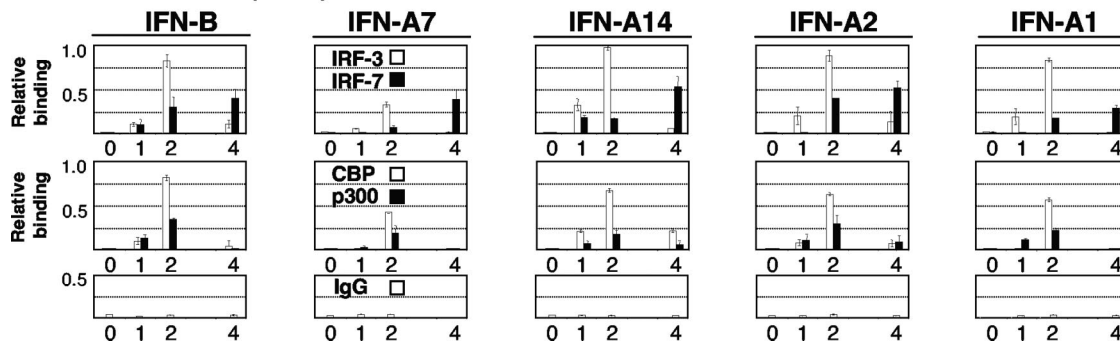 IFN-B IFN-A7 IFN-A14 IFN-A2 IFN-A1
Relative binding
1.0
0.5
IRF-3
IRF-7
0 1 2 4 0 1 2 4 0 1 2 4 0 1 2 4 0 1 2 4
Relative binding
1.0
0.5
CBP
p300
0 1 2 4 0 1 2 4 0 1 2 4 0 1 2 4 0 1 2 4
0.5
IgG
0 1 2 4 0 1 2 4 0 1 2 4 0 1 2 4 0 1 2 4